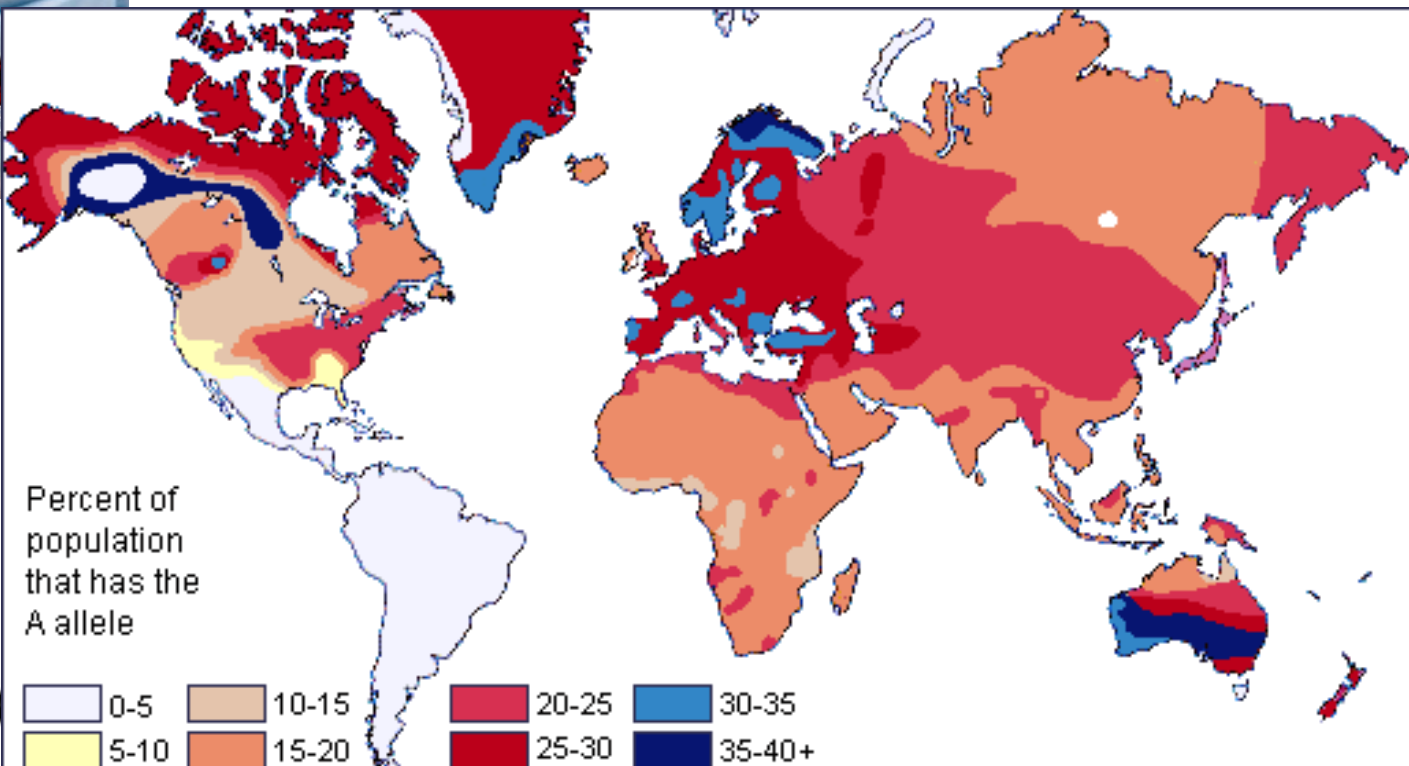 Percent of
population
that has the
A allele
0-5
10-15
20-25
30-35
5-10
15-20
25-30
35-40+